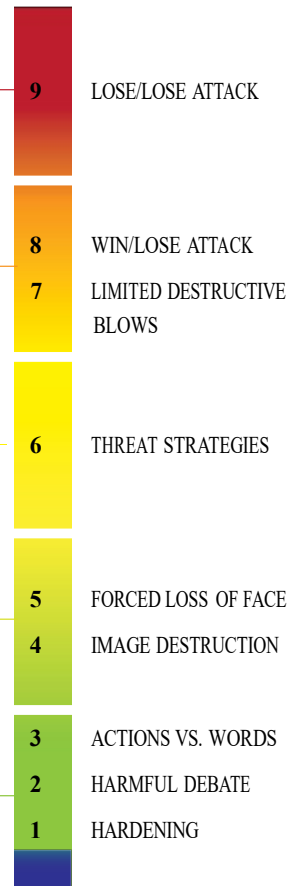 9 LOSE/LOSE ATTACK
8 WIN/LOSE ATTACK
7 LIMITED DESTRUCTIVE
BLOWS
6 THREAT STRATEGIES
5 FORCED LOSS OF FACE
4 IMAGE DESTRUCTION
3 ACTIONS VS. WORDS
2 HARMFUL DEBATE
1 HARDENING